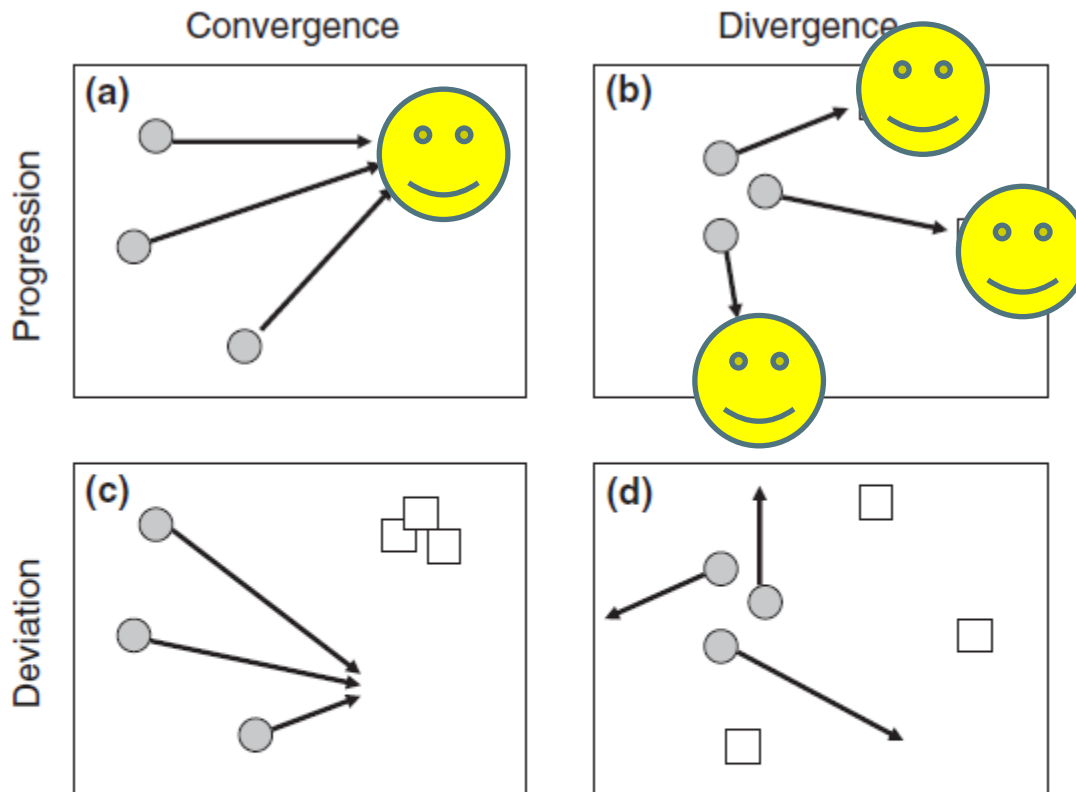 Convergence
Divergence
Progression
(a)
(b)
Deviation
(c)
(d)